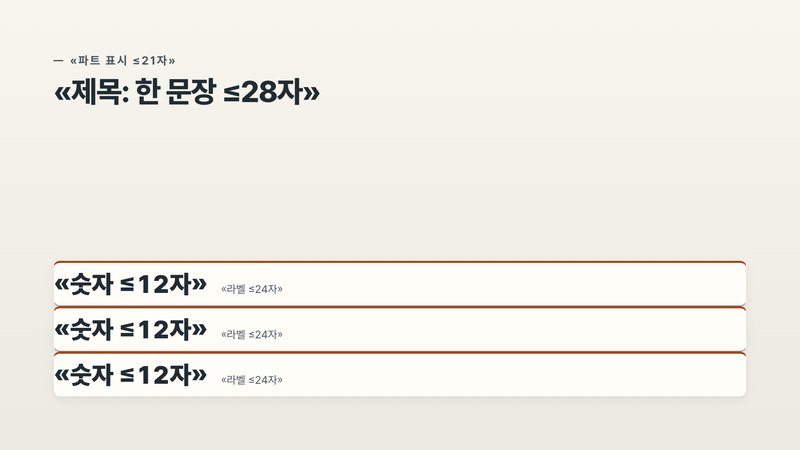 — «파트 표시 ≤21자»
«제목: 한 문장 ≤28자»
«숫자 ≤12자» «라벨 ≤24자»
«숫자 ≤12자» «라벨 ≤24자»
«숫자 ≤12자» «라벨 ≤24자»